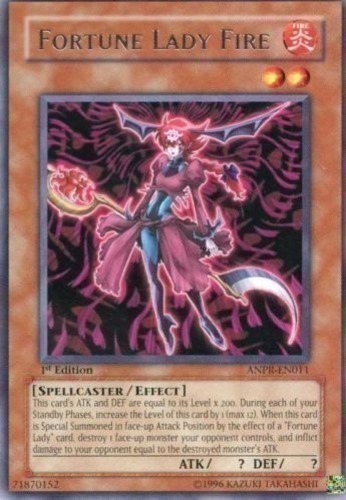 FORTUNE LADY FIRE
FIRE
炎
1st Edition
ANPR-EN011
[SPELLCASTER / EFFECT]
This card's ATK and DEF are equal to its Level x 200. During each of your
Standby Phases, increase the Level of this card by 1 (max 12). When this card
is Special Summoned in face-up Attack Position by the effect of a "Fortune
Lady" card, destroy 1 face-up monster your opponent controls, and inflict
damage to your opponent equal to the destroyed monster's ATK.
ATK / ? DEF / ?
71870152
©1996 KAZUKI TAKAHASHI